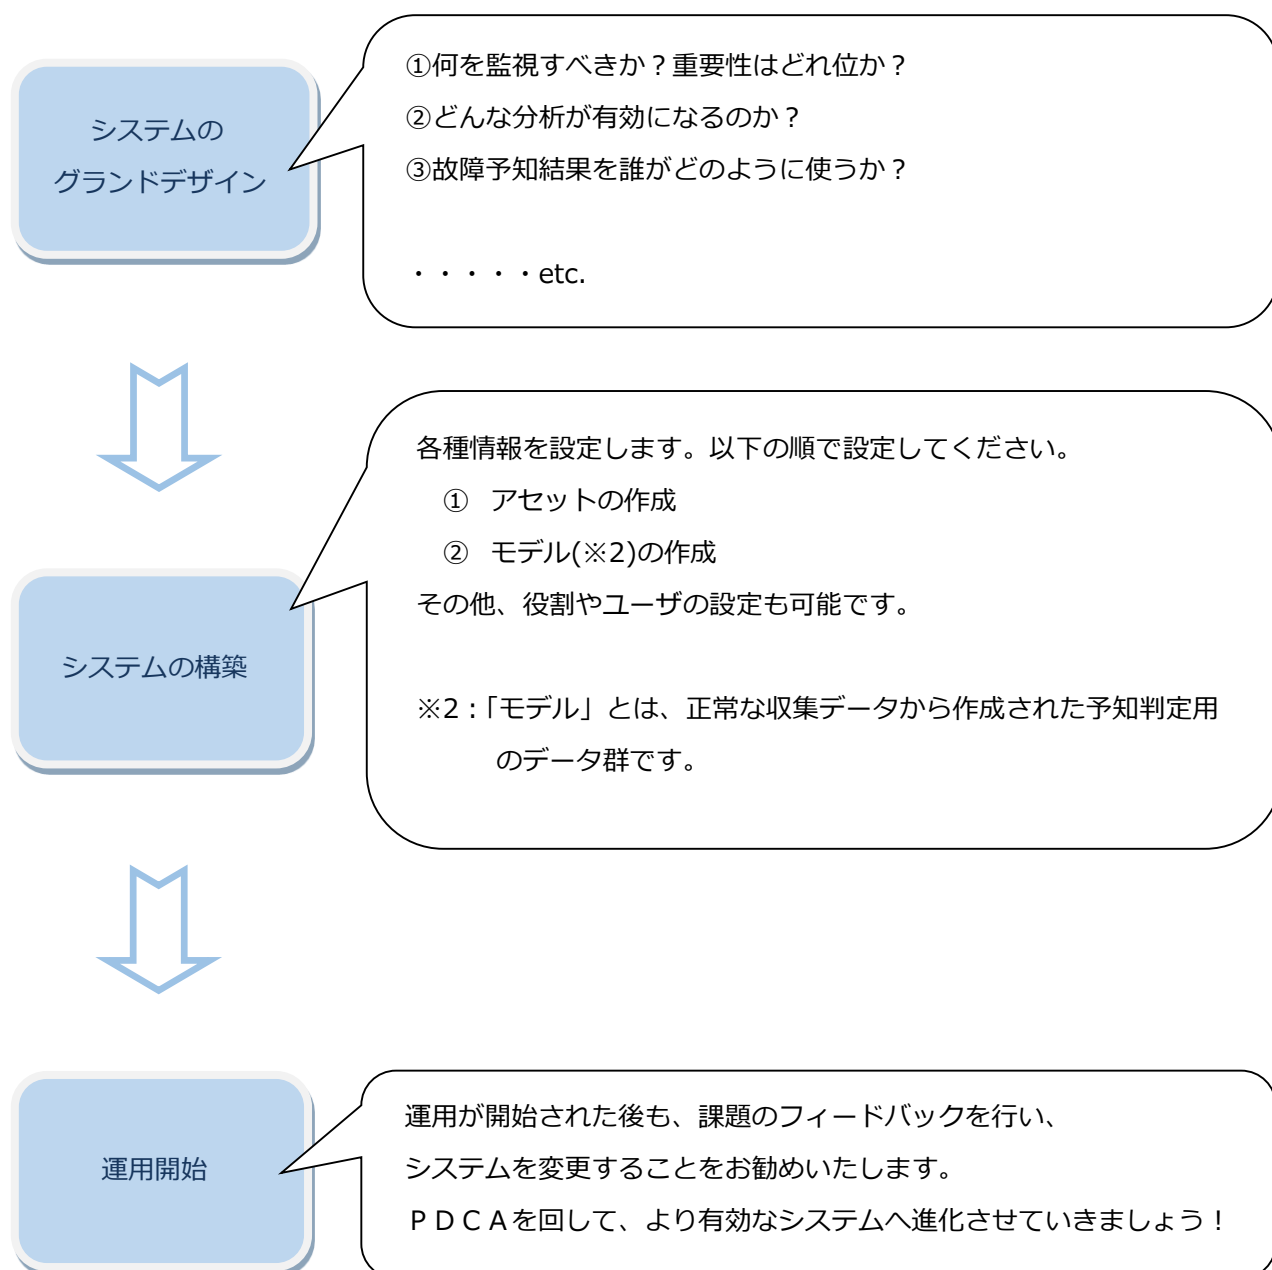 システムの
グランドデザイン
①何を監視すべきか？重要性はどれ位か？
②どんな分析が有効になるのか？
③故障予知結果を誰がどのように使うか？
・・・・・etc.
システムの構築
各種情報を設定します。以下の順で設定してください。
① アセットの作成
② モデル(※2)の作成
その他、役割やユーザの設定も可能です。
※2：「モデル」とは、正常な収集データから作成された予知判定用
のデータ群です。
運用開始
運用が開始された後も、課題のフィードバックを行い、
システムを変更することをお勧めいたします。
ＰＤＣＡを回して、より有効なシステムへ進化させていきましょう！